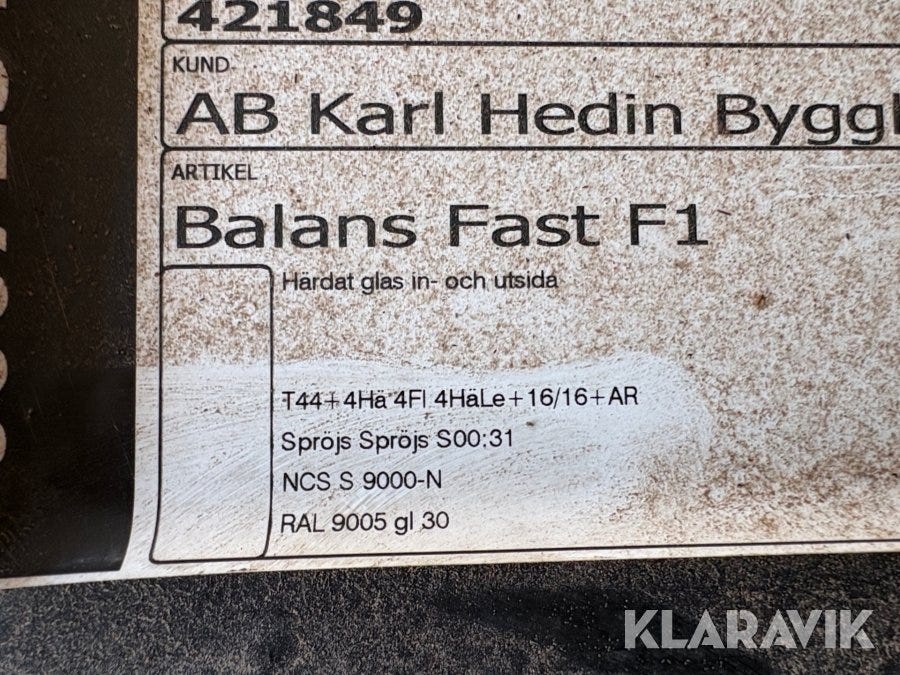 421849
KUND
AB Karl Hedin Byggl
ARTIKEL
Balans Fast F1
Härdat glas in- och utsida
T44+4Hä 4Fl 4HäLe+16/16+AR
Spröjs Spröjs S00:31
NCS S 9000-N
RAL 9005 gl 30
KLARAVIK